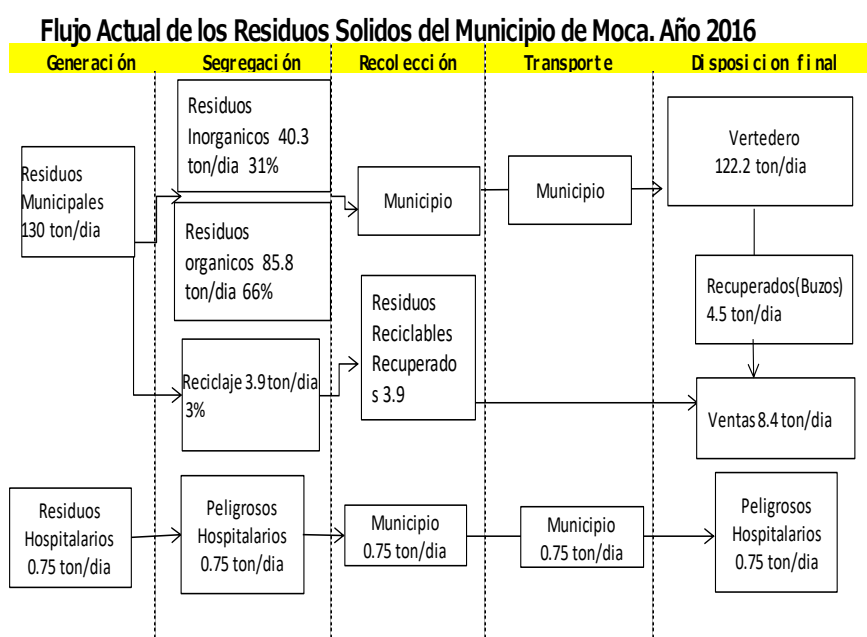 Flujo Actual de los Residuos Solidos del Municipio de Moca. Año 2016
Generación
Segregación
Recolección
Transporte
Disposicion final
Residuos
Municipales
130 ton/dia
Residuos
Inorganicos 40.3
ton/dia 31%
Residuos
organicos 85.8
ton/dia 66%
Reciclaje 3.9 ton/dia
3%
Municipio
Residuos
Reciclables
Recuperado
s 3.9
Municipio
Vertedero
122.2 ton/dia
Recuperados(Buzos)
4.5 ton/dia
Ventas 8.4 ton/dia
Residuos
Hospitalarios
0.75 ton/dia
Peligrosos
Hospitalarios
0.75 ton/dia
Municipio
0.75 ton/dia
Municipio
0.75 ton/dia
Peligrosos
Hospitalarios
0.75 ton/dia